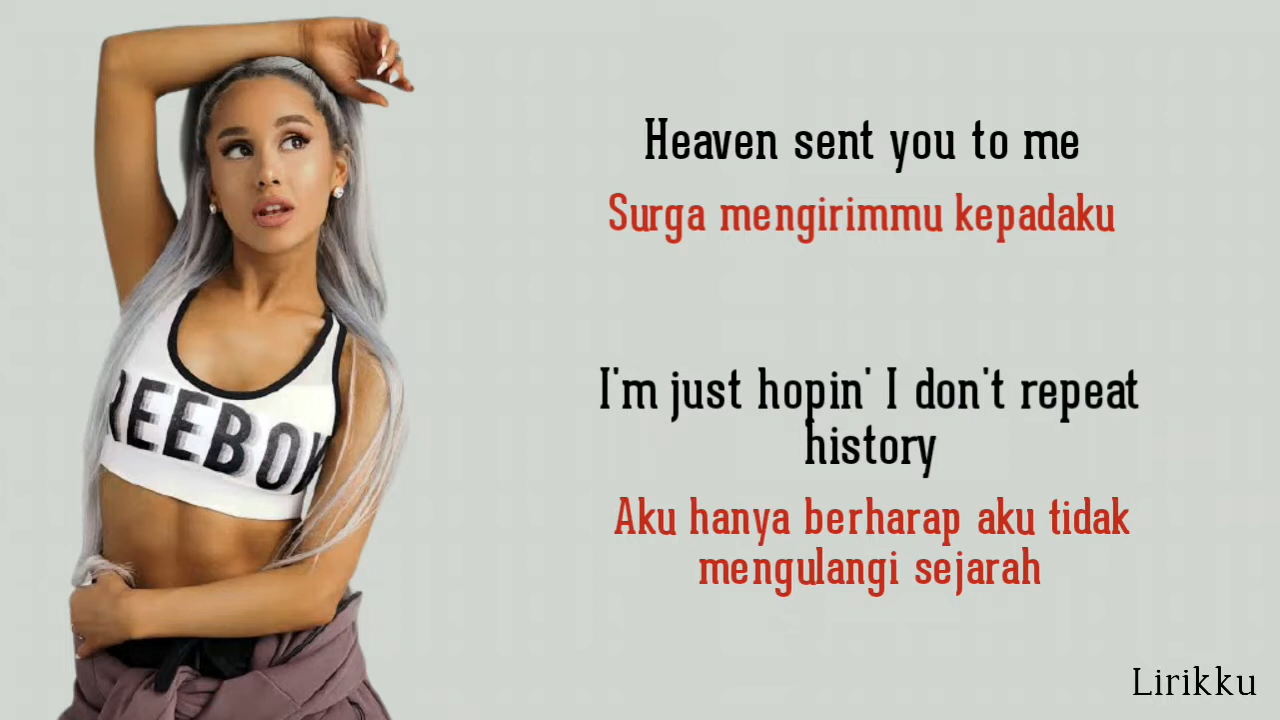 Heaven sent you to me
Surga mengirimmu kepadaku
I'm just hopin' I don't repeat
history
Aku hanya berharap aku tidak
mengulangi sejarah
REEBOK
Lirikku